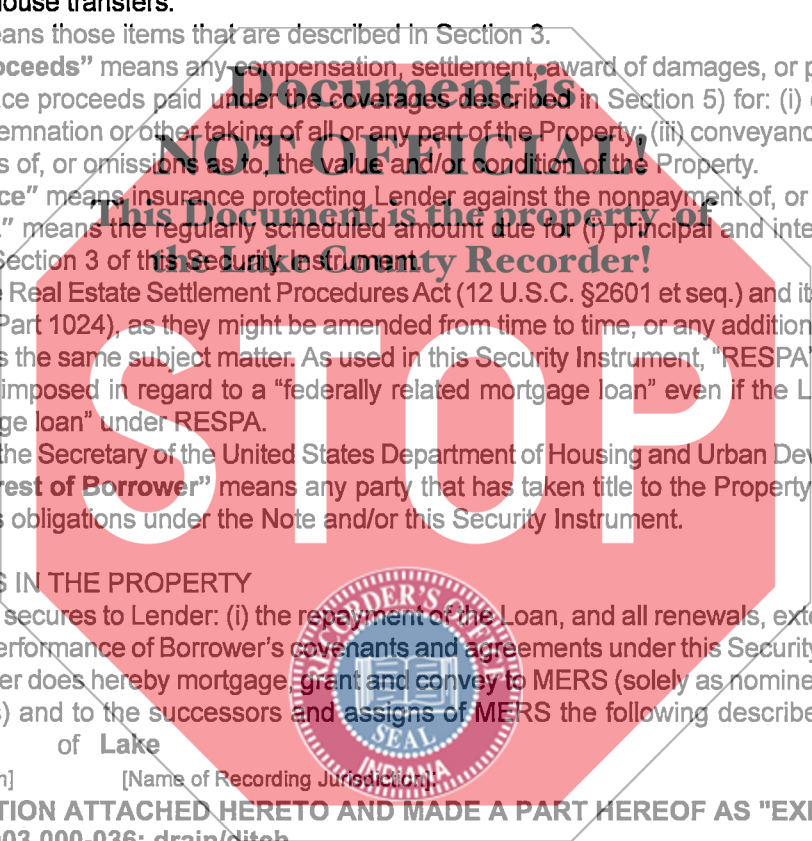 ouse transfers.
eans those items that are described in Section 3.
oceeds” means any compensation, settlement, award of damages, or p
Document is
ce proceeds paid under the coverages described in Section 5) for: (i)
emnation or other taking of all or any part of the Property; (iii) conveyanc
NOT OFFICIAL!
s of, or omissions as to, the value and/or condition of the Property.
ce” means insurance protecting Lender against the nonpayment of, or
This Document is the property of
” means the regularly scheduled amount due for (i) principal and inte
the Lake County Recorder!
Section 3 of this Security Instrument.
Real Estate Settlement Procedures Act (12 U.S.C. §2601 et seq.) and it
Part 1024), as they might be amended from time to time, or any addition
s the same subject matter. As used in this Security Instrument, “RESPA”
imposed in regard to a “federally related mortgage loan” even if the L
ge loan” under RESPA.
STOP
the Secretary of the United States Department of Housing and Urban Dev
rest of Borrower” means any party that has taken title to the Property
s obligations under the Note and/or this Security Instrument.
S IN THE PROPERTY
secures to Lender: (i) the repayment of the Loan, and all renewals, exte
erformance of Borrower’s covenants and agreements under this Security
er does hereby mortgage, grant and convey to MERS (solely as nomine
s) and to the successors and assigns of MERS the following describe
RECORDER'S OFFICE
SEAL
INDIANA
of Lake
n] [Name of Recording Jurisdiction]:
TION ATTACHED HERETO AND MADE A PART HEREOF AS "EXI
003.000-036; drain/ditch